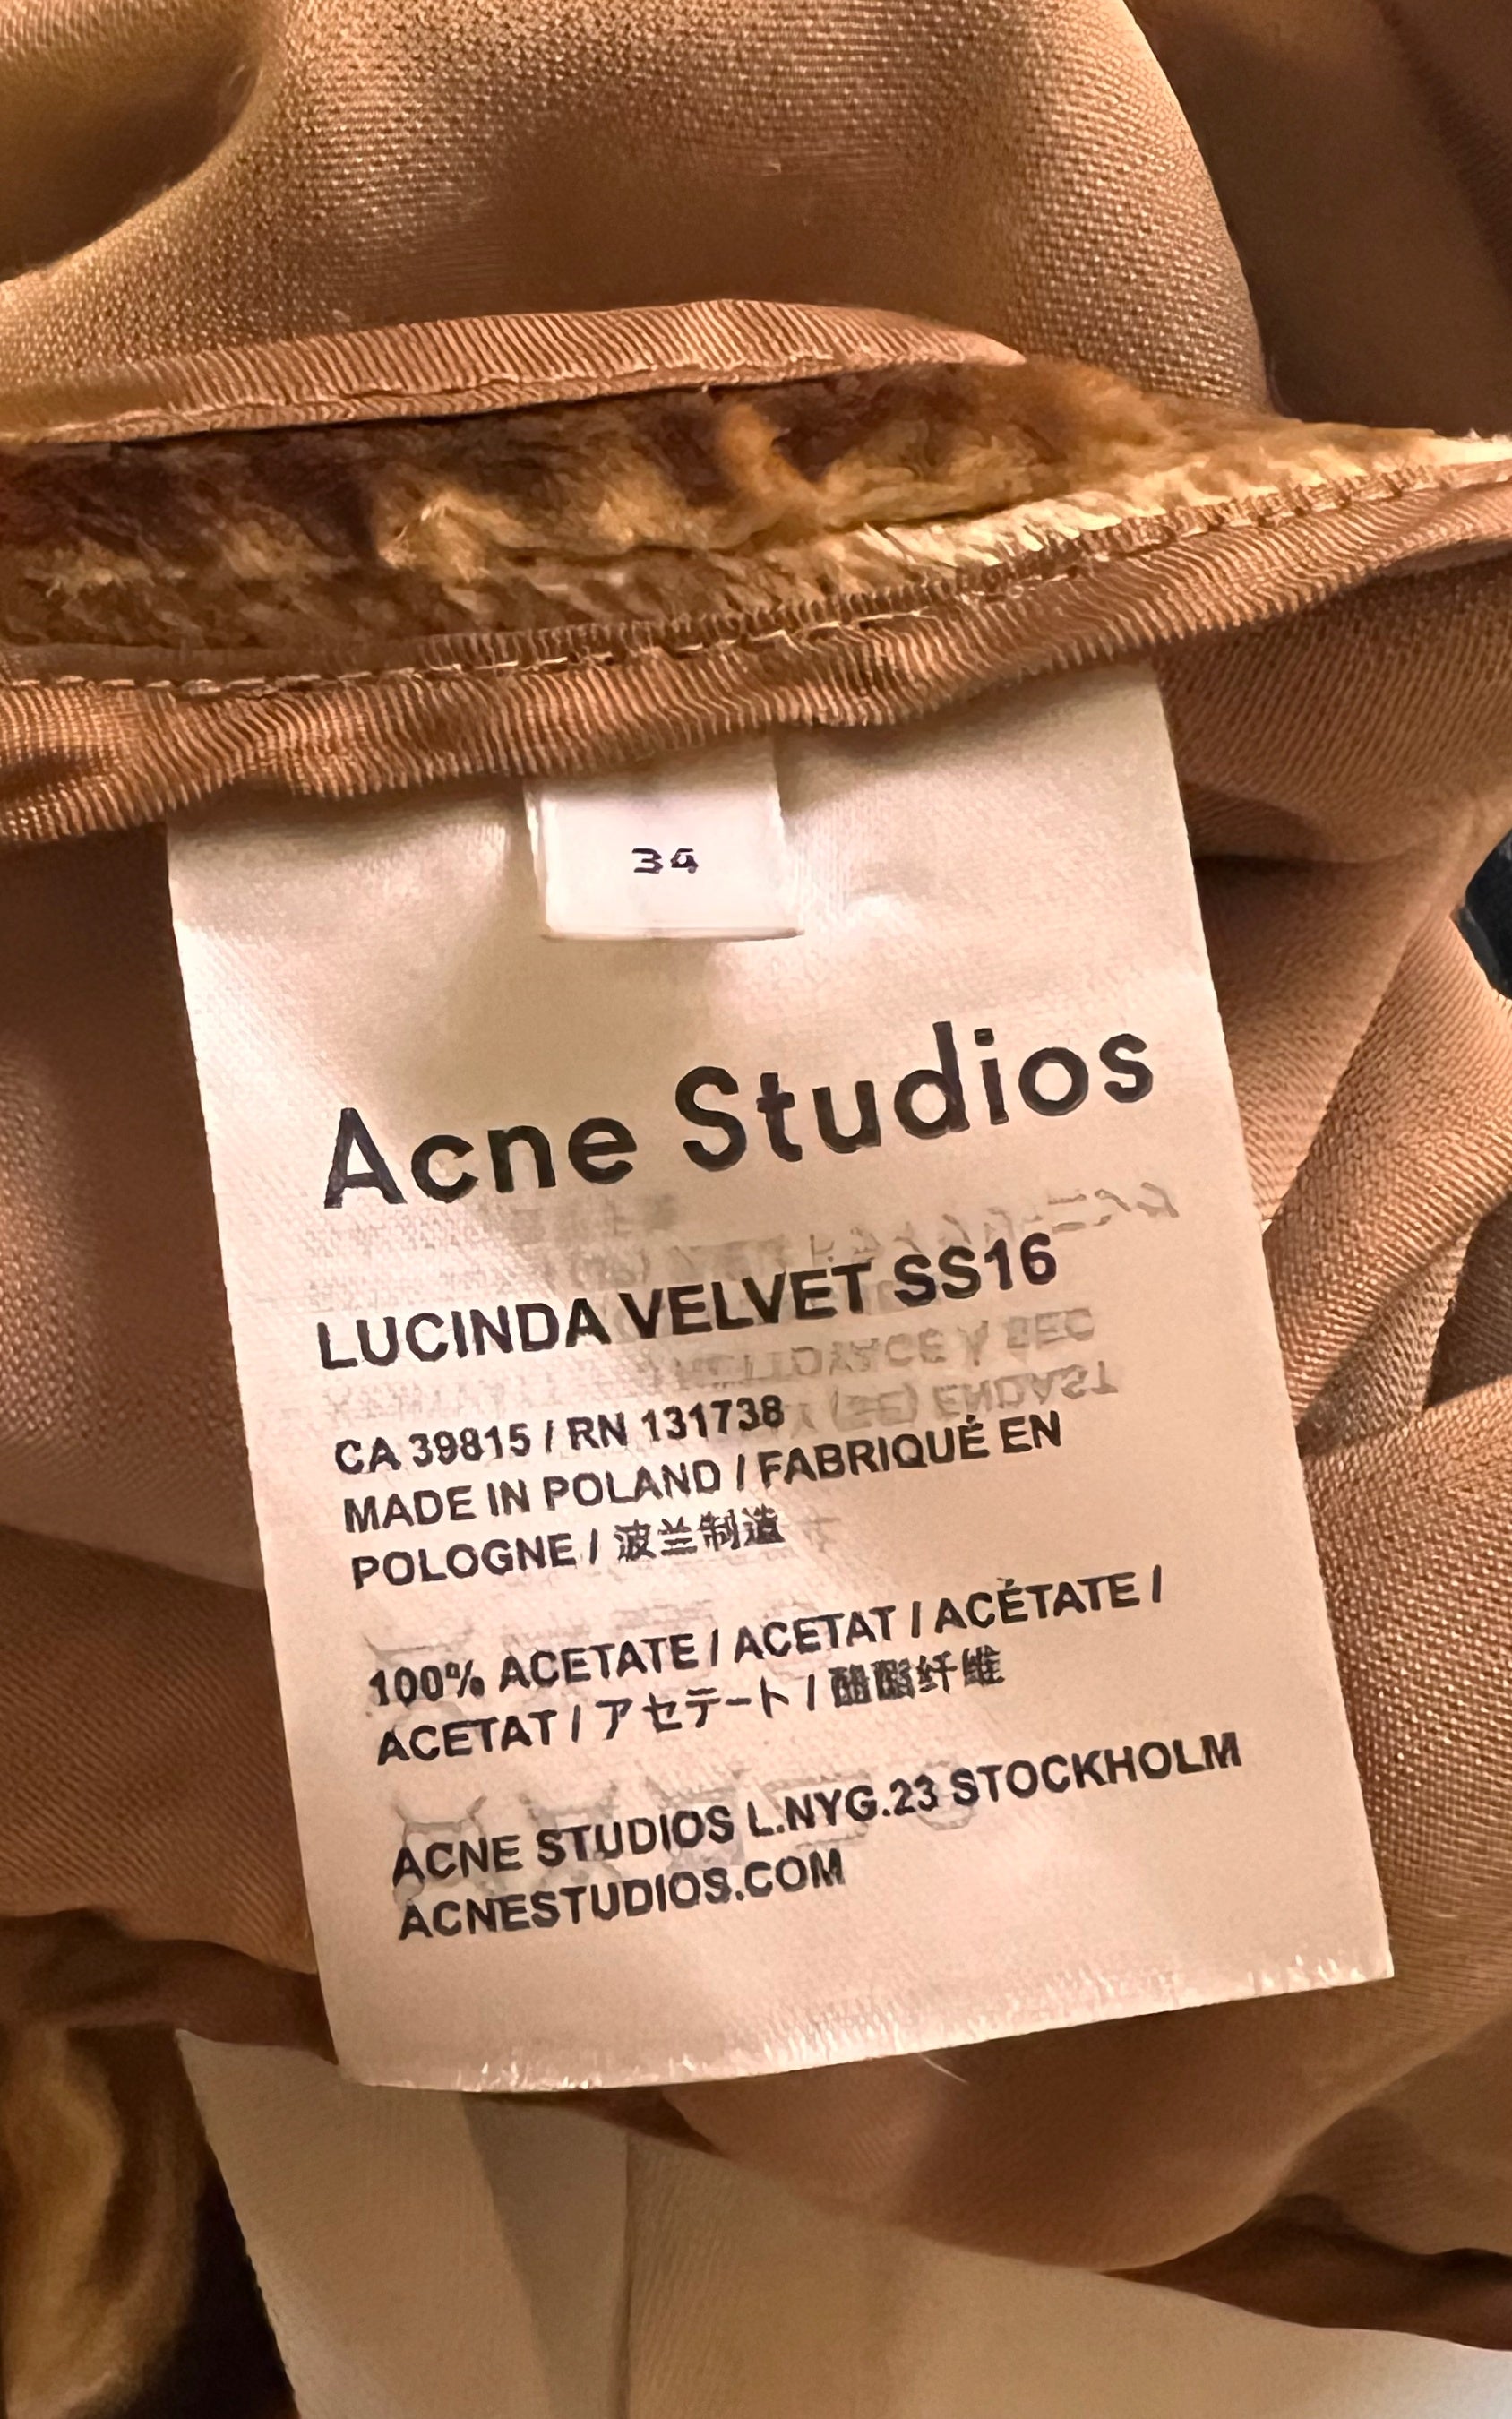 34
Acne Studios
LUCINDA VELVET SS16
CA 39815 / RN 131738
MADE IN POLAND / FABRIQUÉ EN
POLOGNE / 波兰制造
100% ACETATE / ACETAT / ACÉTATE /
ACETAT / アセテート / 醋酯纤维
ACNE STUDIOS L.NYG.23 STOCKHOLM
ACNESTUDIOS.COM